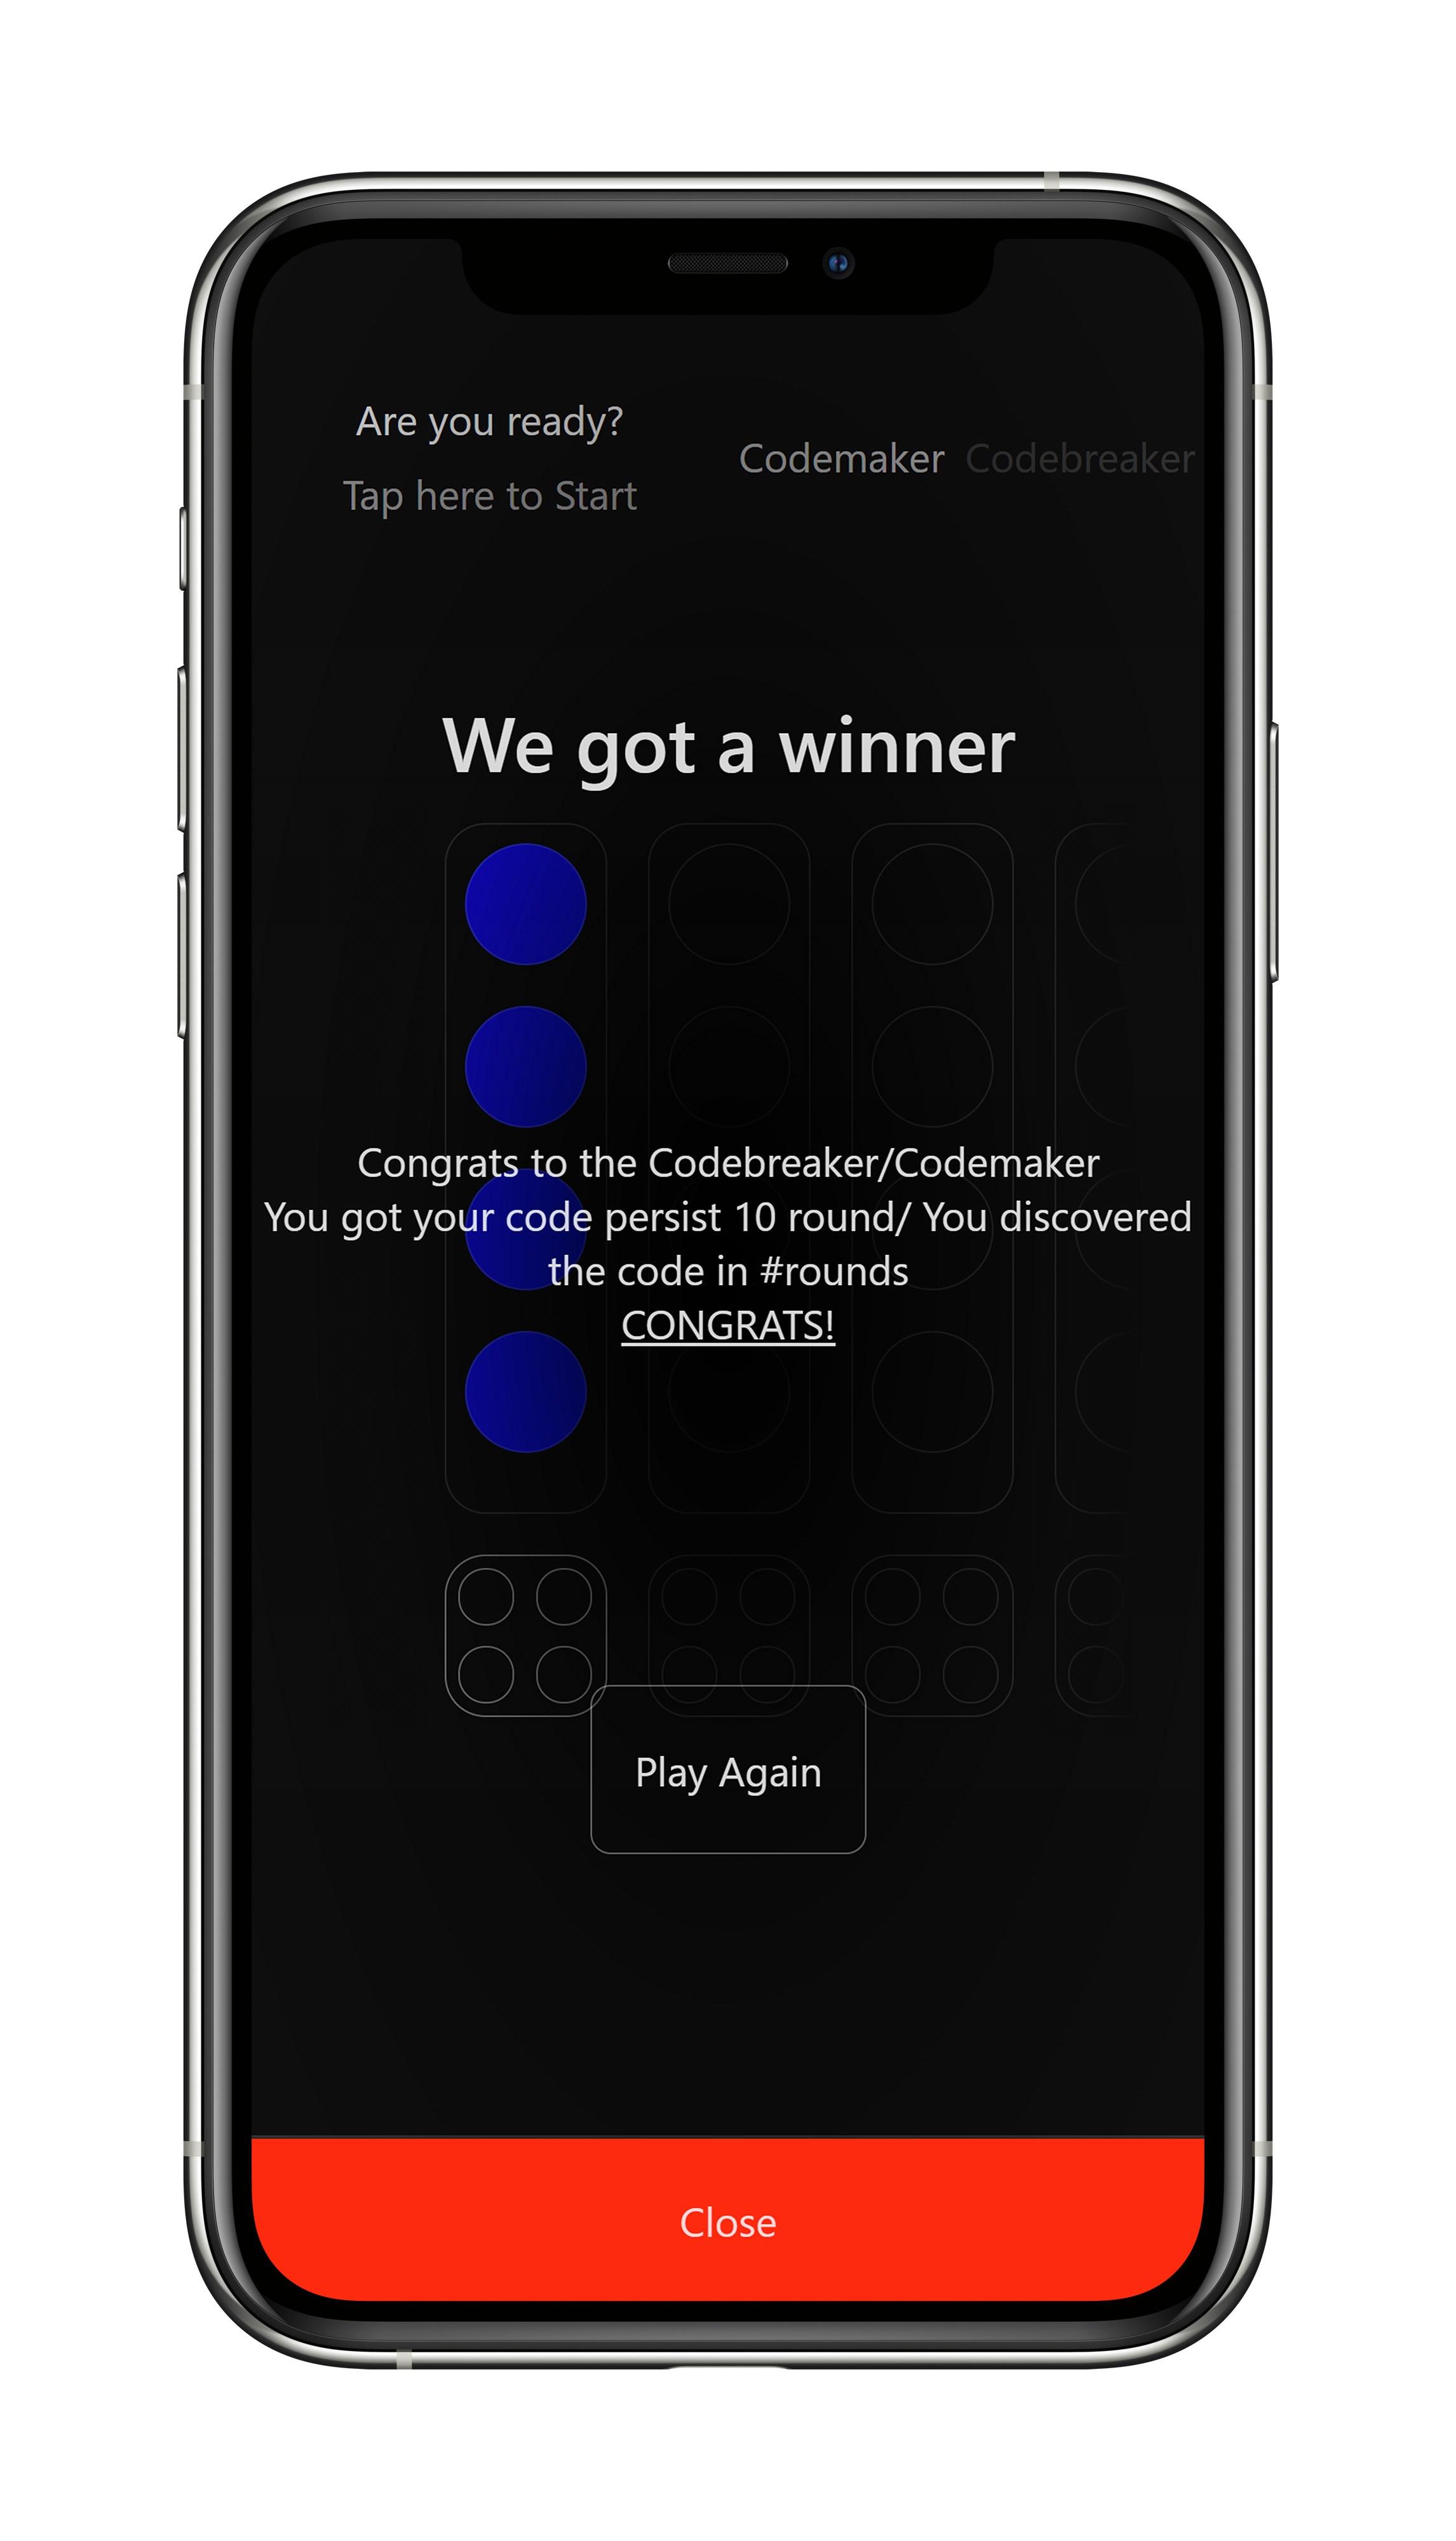 Are you ready?
Tap here to Start
Codemaker Codebreaker
We got a winner
Congrats to the Codebreaker/Codemaker
You got your code persist 10 round/ You discovered
the code in #rounds
CONGRATS!
Play Again
Close